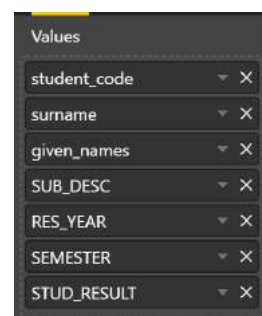 Values
student_code
surname
given_names
SUB_DESC
RES_YEAR
SEMESTER
STUD_RESULT